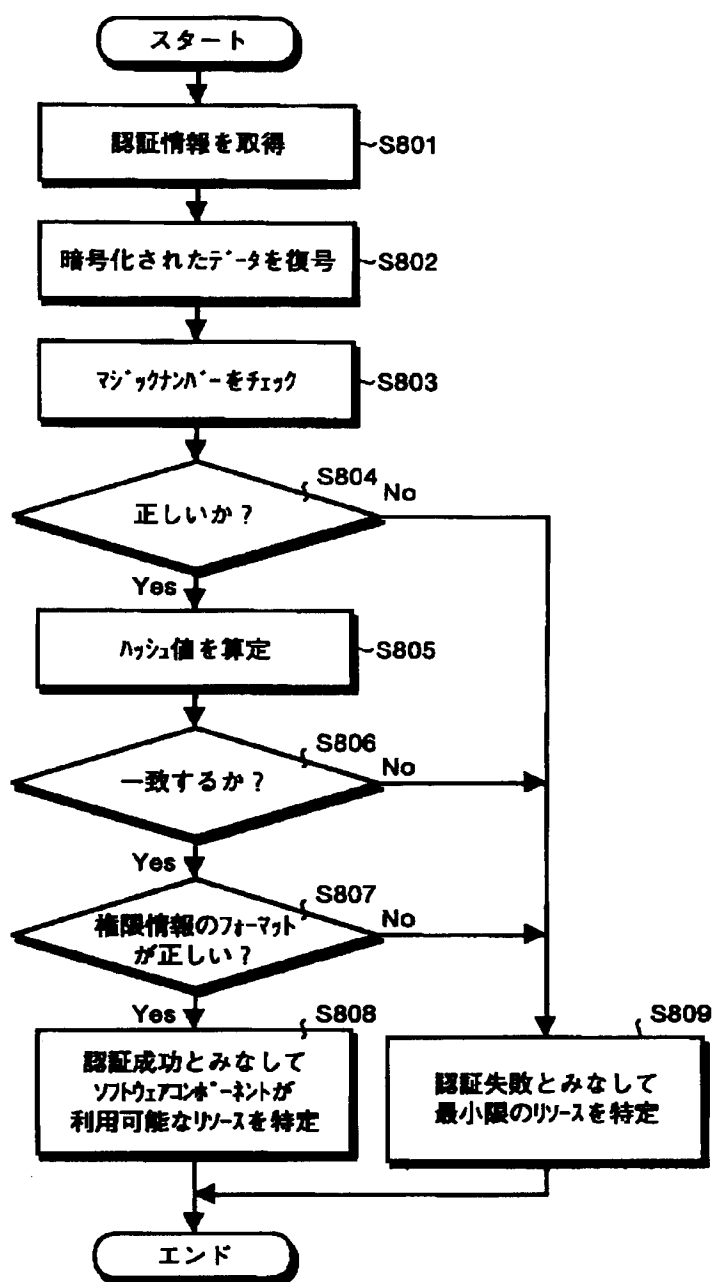 スタート
認証情報を取得
S801
暗号化されたデータを復号
S802
マジックナンバーをチェック
S803
S804
正しいか?
No
Yes
ハッシュ値を算定
S805
S806
一致するか?
No
Yes
S807
権限情報のフォーマット
が正しい?
No
Yes
S808
認証成功とみなして
ソフトウェアコンポーネントが
利用可能なリソースを特定
S809
認証失敗とみなして
最小限のリソースを特定
エンド